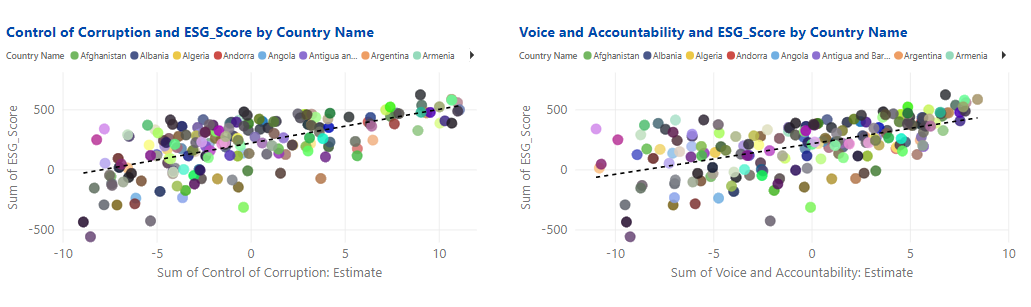 Control of Corruption and ESG_Score by Country Name
Country Name Afghanistan Albania Algeria Andorra Angola Antigua an... Argentina Armenia
500
0
-500
Sum of ESG_Score
-10 -5 0 5 10
Sum of Control of Corruption: Estimate
Voice and Accountability and ESG_Score by Country Name
Country Name Afghanistan Albania Algeria Andorra Angola Antigua and Bar... Argentina Armenia
500
0
-500
Sum of ESG_Score
-10 -5 0 5 10
Sum of Voice and Accountability: Estimate